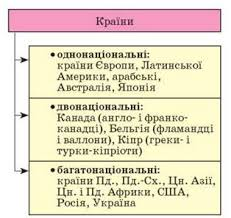 Країни
• однонаціональні:
країни Європи, Латинської
Америки, арабські,
Австралія, Японія
• двонаціональні:
Канада (англо- і франко-
канадці), Бельгія (фламандці
і валлони), Кіпр (греки- і
турки-кіпріоти)
• багатонаціональні:
країни Пд., Пд.-Сх., Цн. Азії,
Цн. і Пд. Африки, США,
Росія, Україна